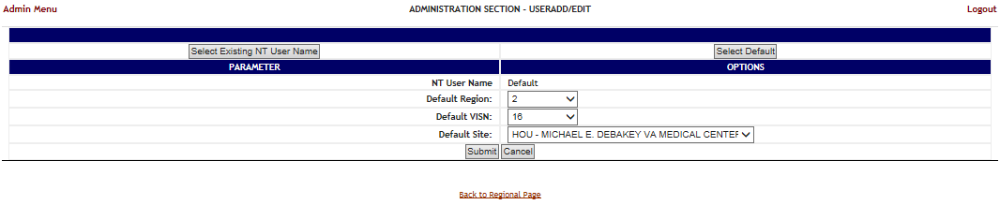 Admin Menu ADMINISTRATION SECTION - USERADD/EDIT Logout
Select Existing NT User Name Select Default
PARAMETER OPTIONS
NT User Name Default
Default Region: 2
Default VISN: 16
Default Site: HOU - MICHAEL E. DEBAKEY VA MEDICAL CENTER
Submit Cancel
Back to Regional Page